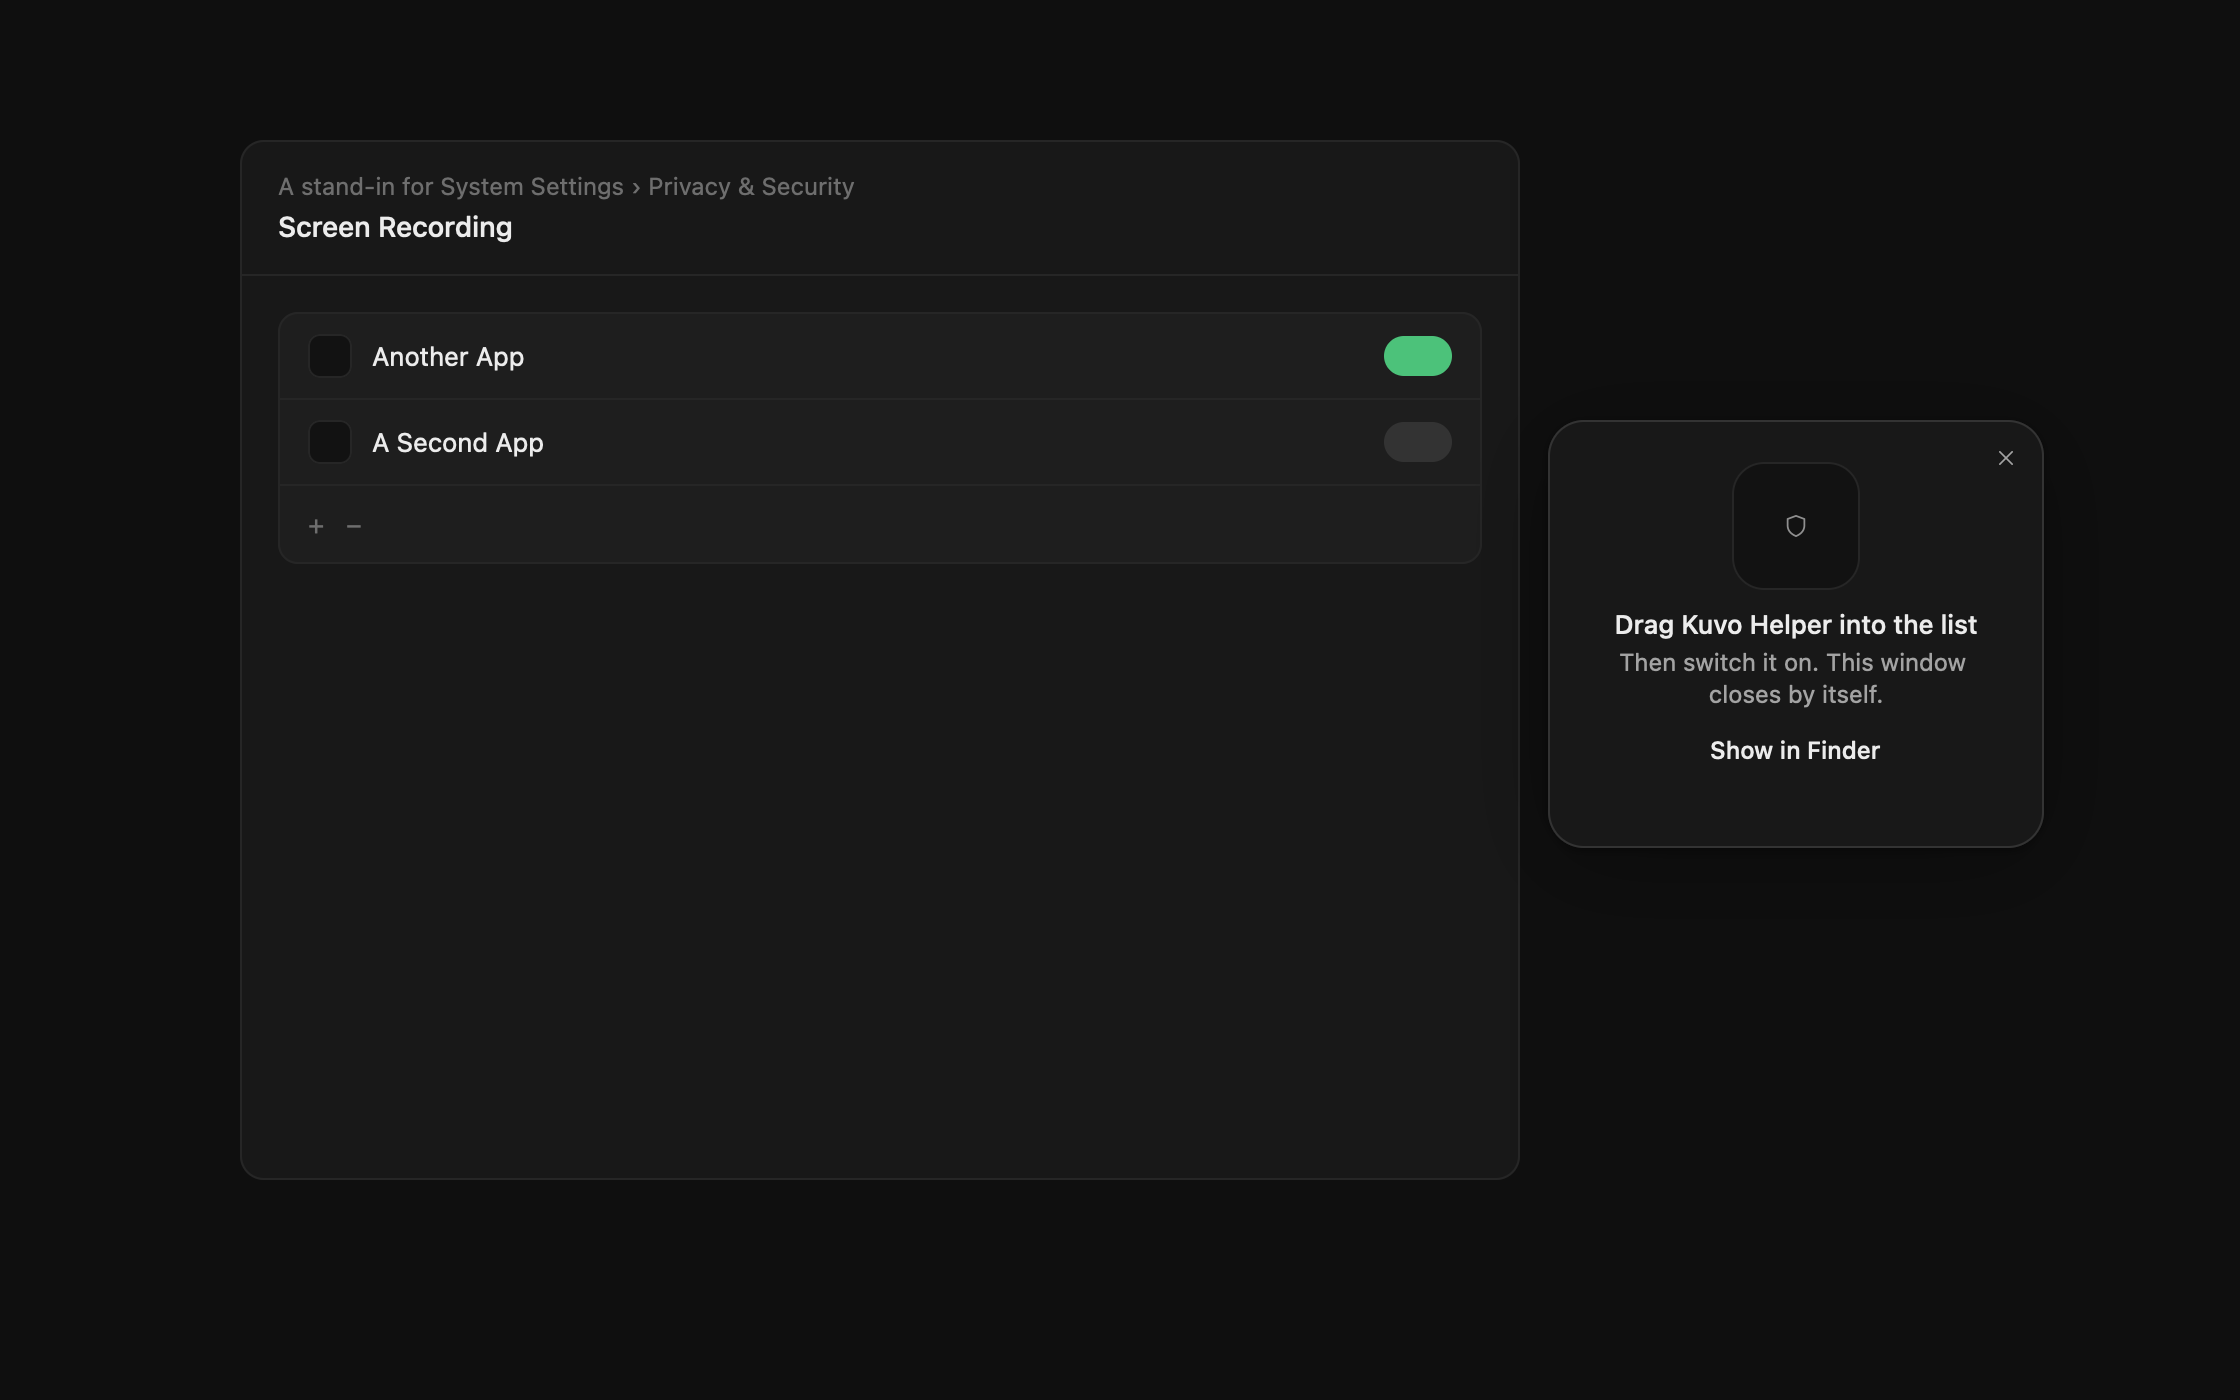 A stand-in for System Settings › Privacy & Security
Screen Recording
Another App
A Second App
+ −
Drag Kuvo Helper into the list
Then switch it on. This window
closes by itself.
Show in Finder